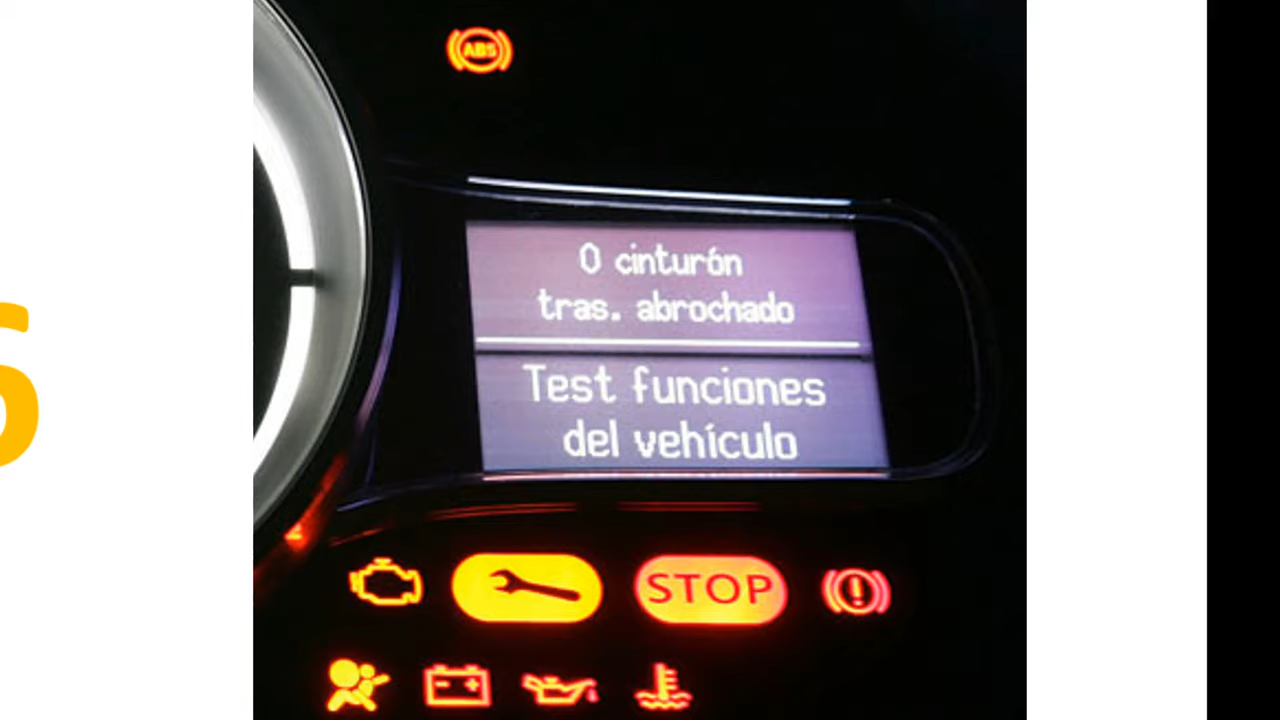 ABS
0 cinturón
tras. abrochado
Test funciones
del vehículo
STOP